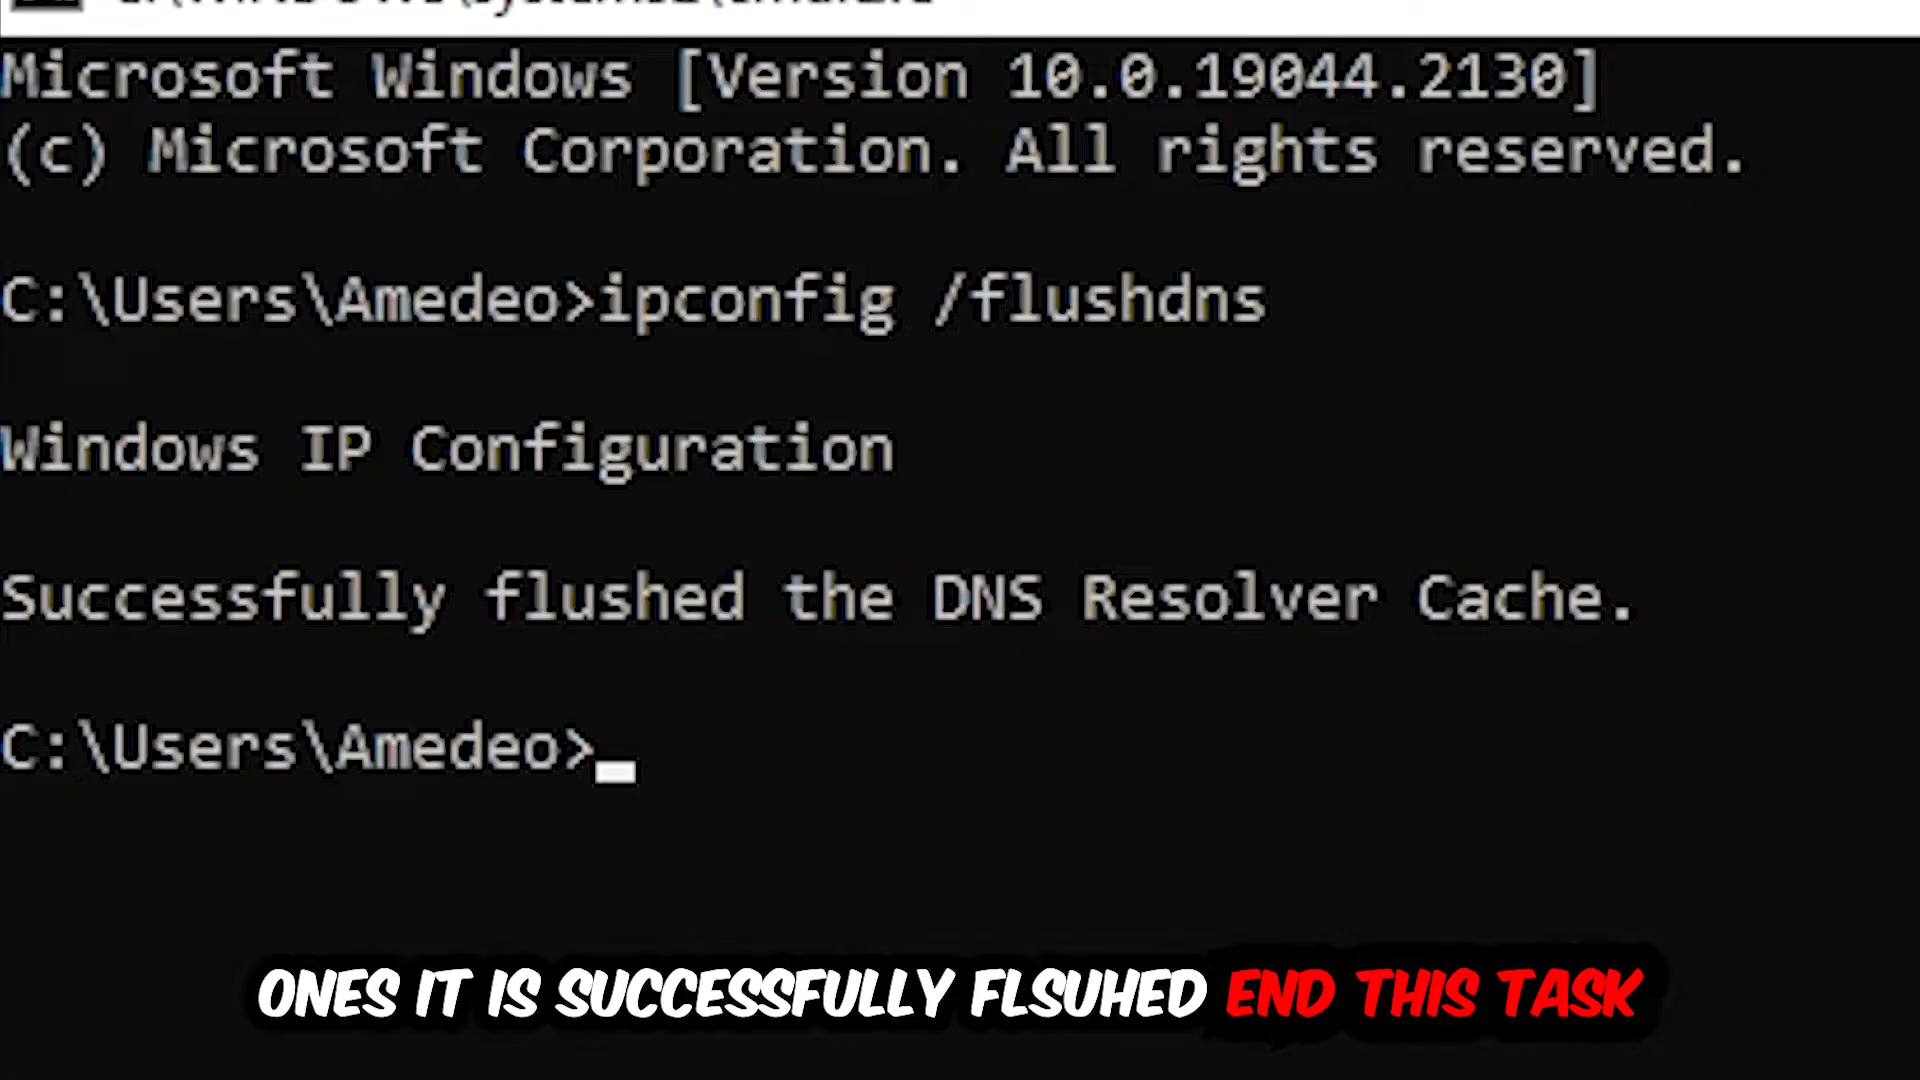 Microsoft Windows [Version 10.0.19044.2130]
(c) Microsoft Corporation. All rights reserved.
C:\Users\Amedeo>ipconfig /flushdns
Windows IP Configuration
Successfully flushed the DNS Resolver Cache.
C:\Users\Amedeo>
ONES IT IS SUCCESSFULLY FLSUHED END THIS TASK